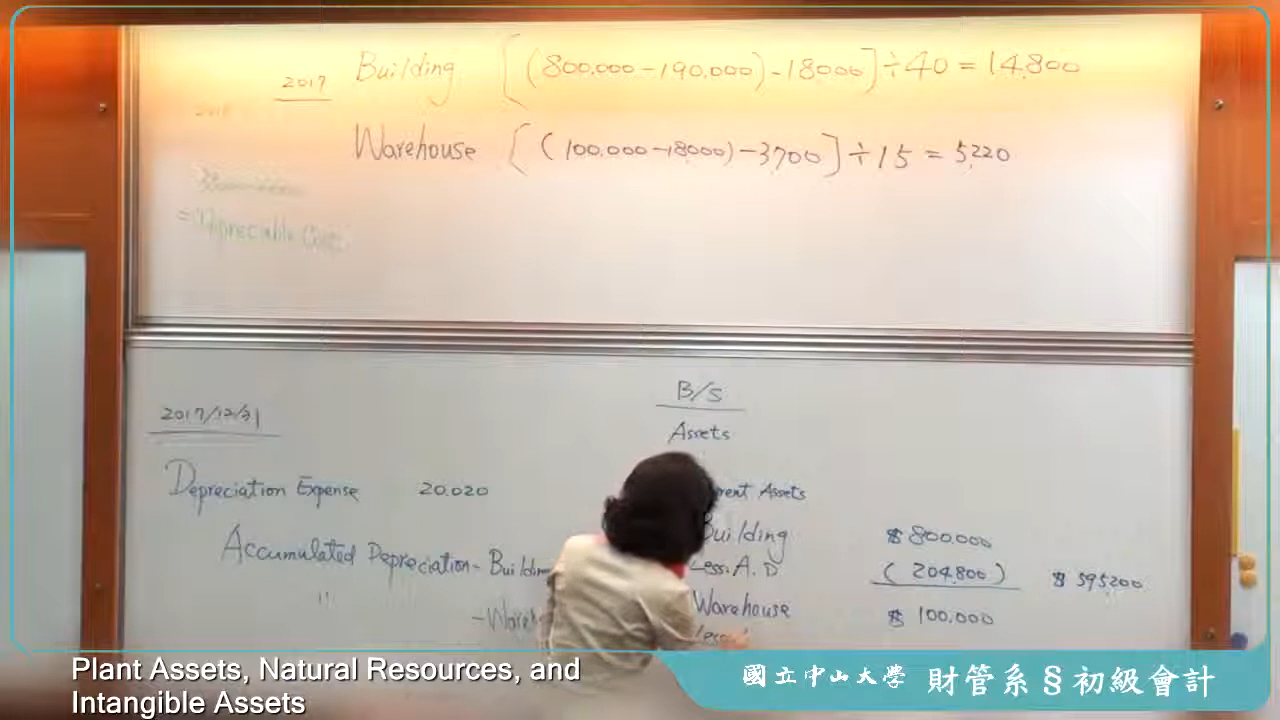 2017 Building [(800,000-190,000)-18000]÷40=14,800
Warehouse [(100,000-18000)-3,700]÷15=5,220
= Depreciable Cost
2017/12/31
B/S
Assets
Depreciation Expense 20,020
rent Assets
Accumulated Depreciation-Buildin
Building $800,000
Less: A.D (204,800) $595,200
" -Wareh
Warehouse $100,000
Plant Assets, Natural Resources, and
Intangible Assets
國立中山大學 財管系§初級會計